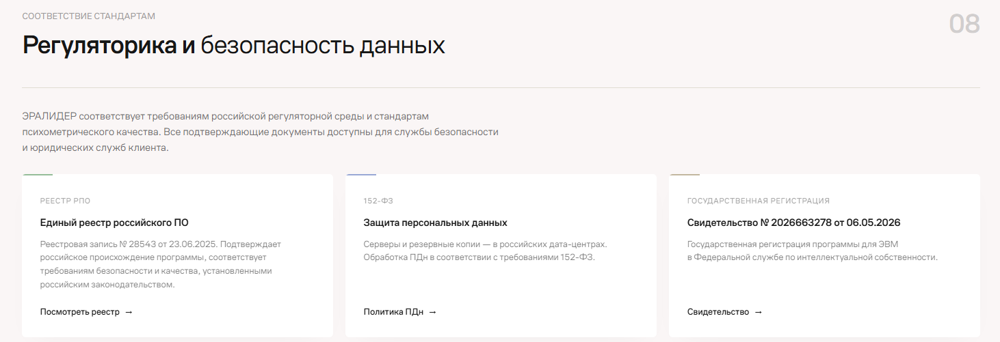 СООТВЕТСТВИЕ СТАНДАРТАМ
08
Регуляторика и безопасность данных
ЭРАЛИДЕР соответствует требованиям российской регуляторной среды и стандартам
психометрического качества. Все подтверждающие документы доступны для службы безопасности
и юридических служб клиента.
РЕЕСТР РПО
Единый реестр российского ПО
Реестровая запись № 28543 от 23.06.2025. Подтверждает
российское происхождение программы, соответствует
требованиям безопасности и качества, установленными
российским законодательством.
Посмотреть реестр →
152-ФЗ
Защита персональных данных
Серверы и резервные копии — в российских дата-центрах.
Обработка ПДн в соответствии с требованиями 152-ФЗ.
Политика ПДн →
ГОСУДАРСТВЕННАЯ РЕГИСТРАЦИЯ
Свидетельство № 2026663278 от 06.05.2026
Государственная регистрация программы для ЭВМ
в Федеральной службе по интеллектуальной собственности.
Свидетельство →